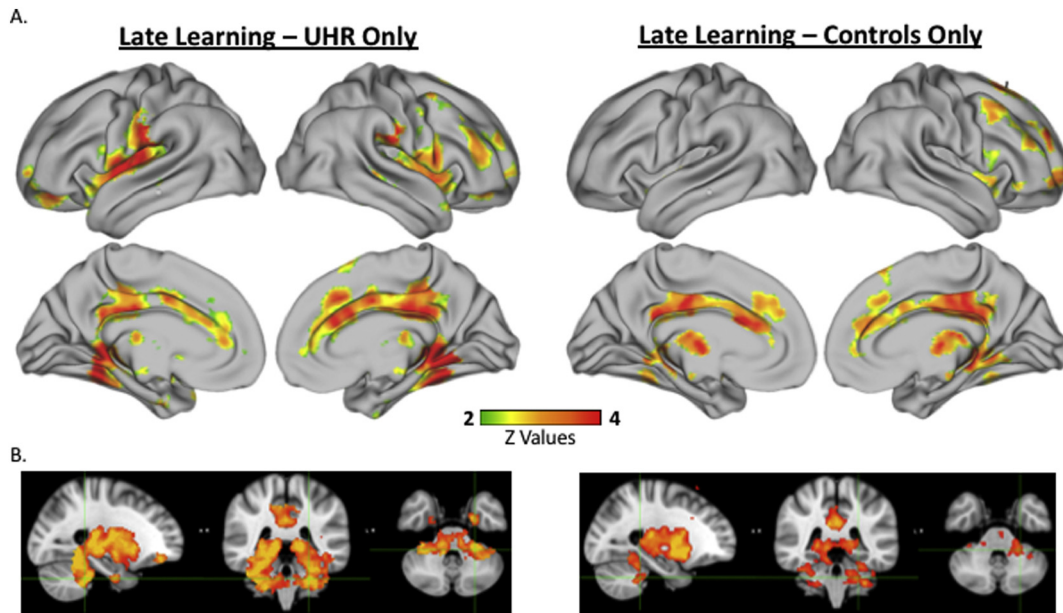 A.
Late Learning – UHR Only
Late Learning – Controls Only
2
4
Z Values
B.